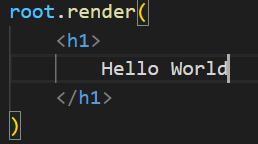 root.render(
<h1>
Hello World
</h1>
)